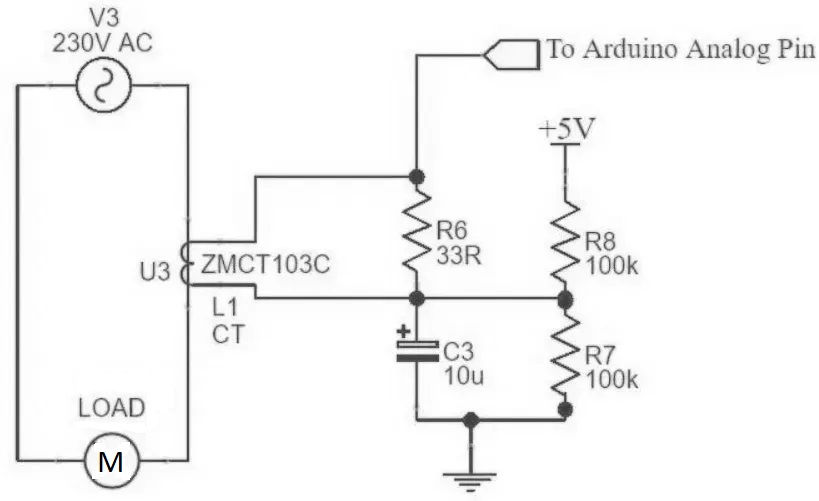 V3
230V AC
To Arduino Analog Pin
+5V
R6
33R
R8
100k
U3
ZMCT103C
L1
CT
+
C3
10u
R7
100k
LOAD
M